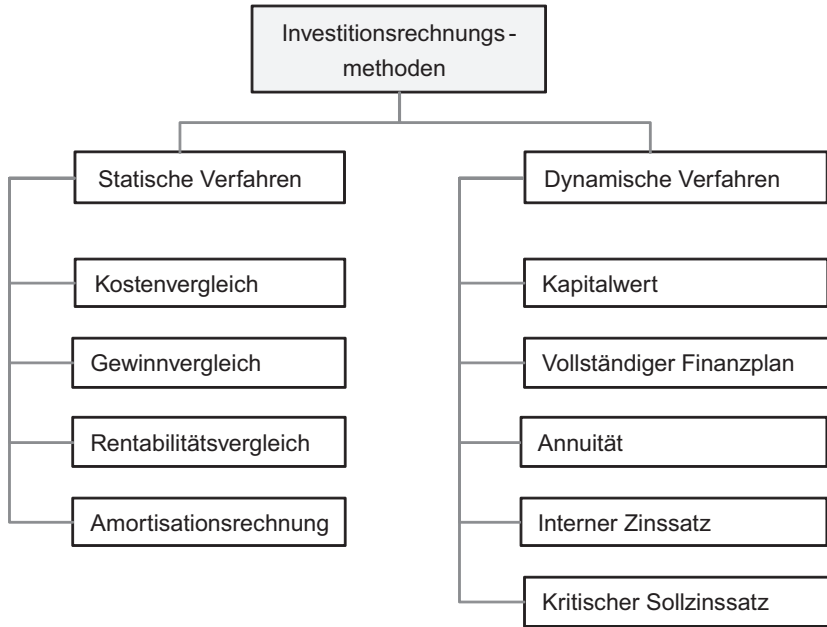 Investitionsrechnungs-
methoden
Statische Verfahren
Kostenvergleich
Gewinnvergleich
Rentabilitätsvergleich
Amortisationsrechnung
Dynamische Verfahren
Kapitalwert
Vollständiger Finanzplan
Annuität
Interner Zinssatz
Kritischer Sollzinssatz